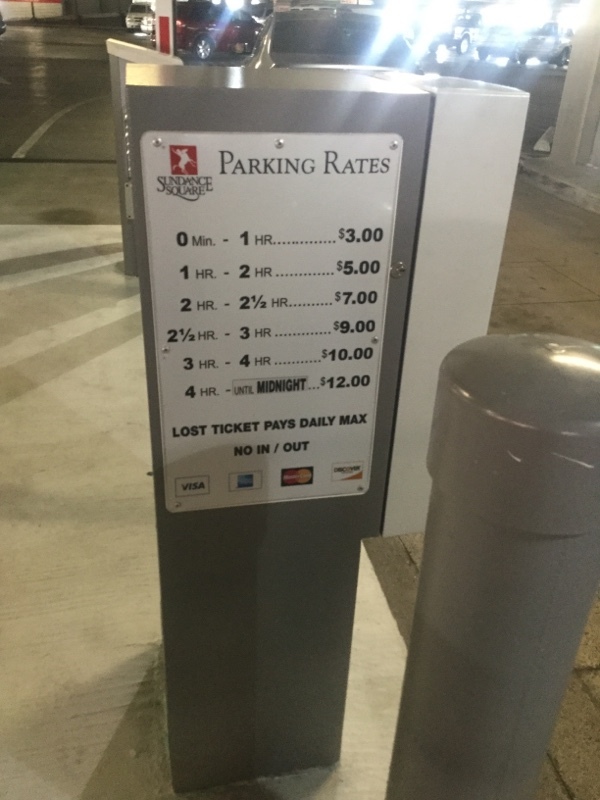 SUNDANCE
SQUARE
PARKING RATES
0 MIN. - 1 HR...............$3.00
1 HR. - 2 HR ..............$5.00
2 HR. - 2½ HR..........$7.00
2½ HR. - 3 HR ..............$9.00
3 HR. - 4 HR ...........$10.00
4 HR. - UNTIL MIDNIGHT...$12.00
LOST TICKET PAYS DAILY MAX
NO IN / OUT
VISA
DISCOVER